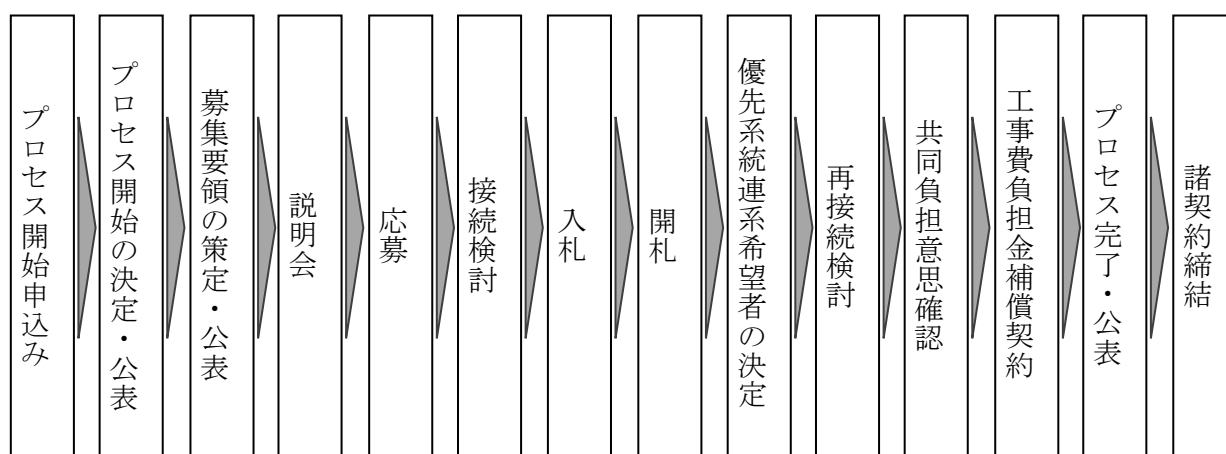 プロセス開始申込み
プロセス開始の決定・公表
募集要領の策定・公表
説明会
応募
接続検討
入札
開札
優先系統連系希望者の決定
再接続検討
共同負担意思確認
工事費負担金補償契約
プロセス完了・公表
諸契約締結